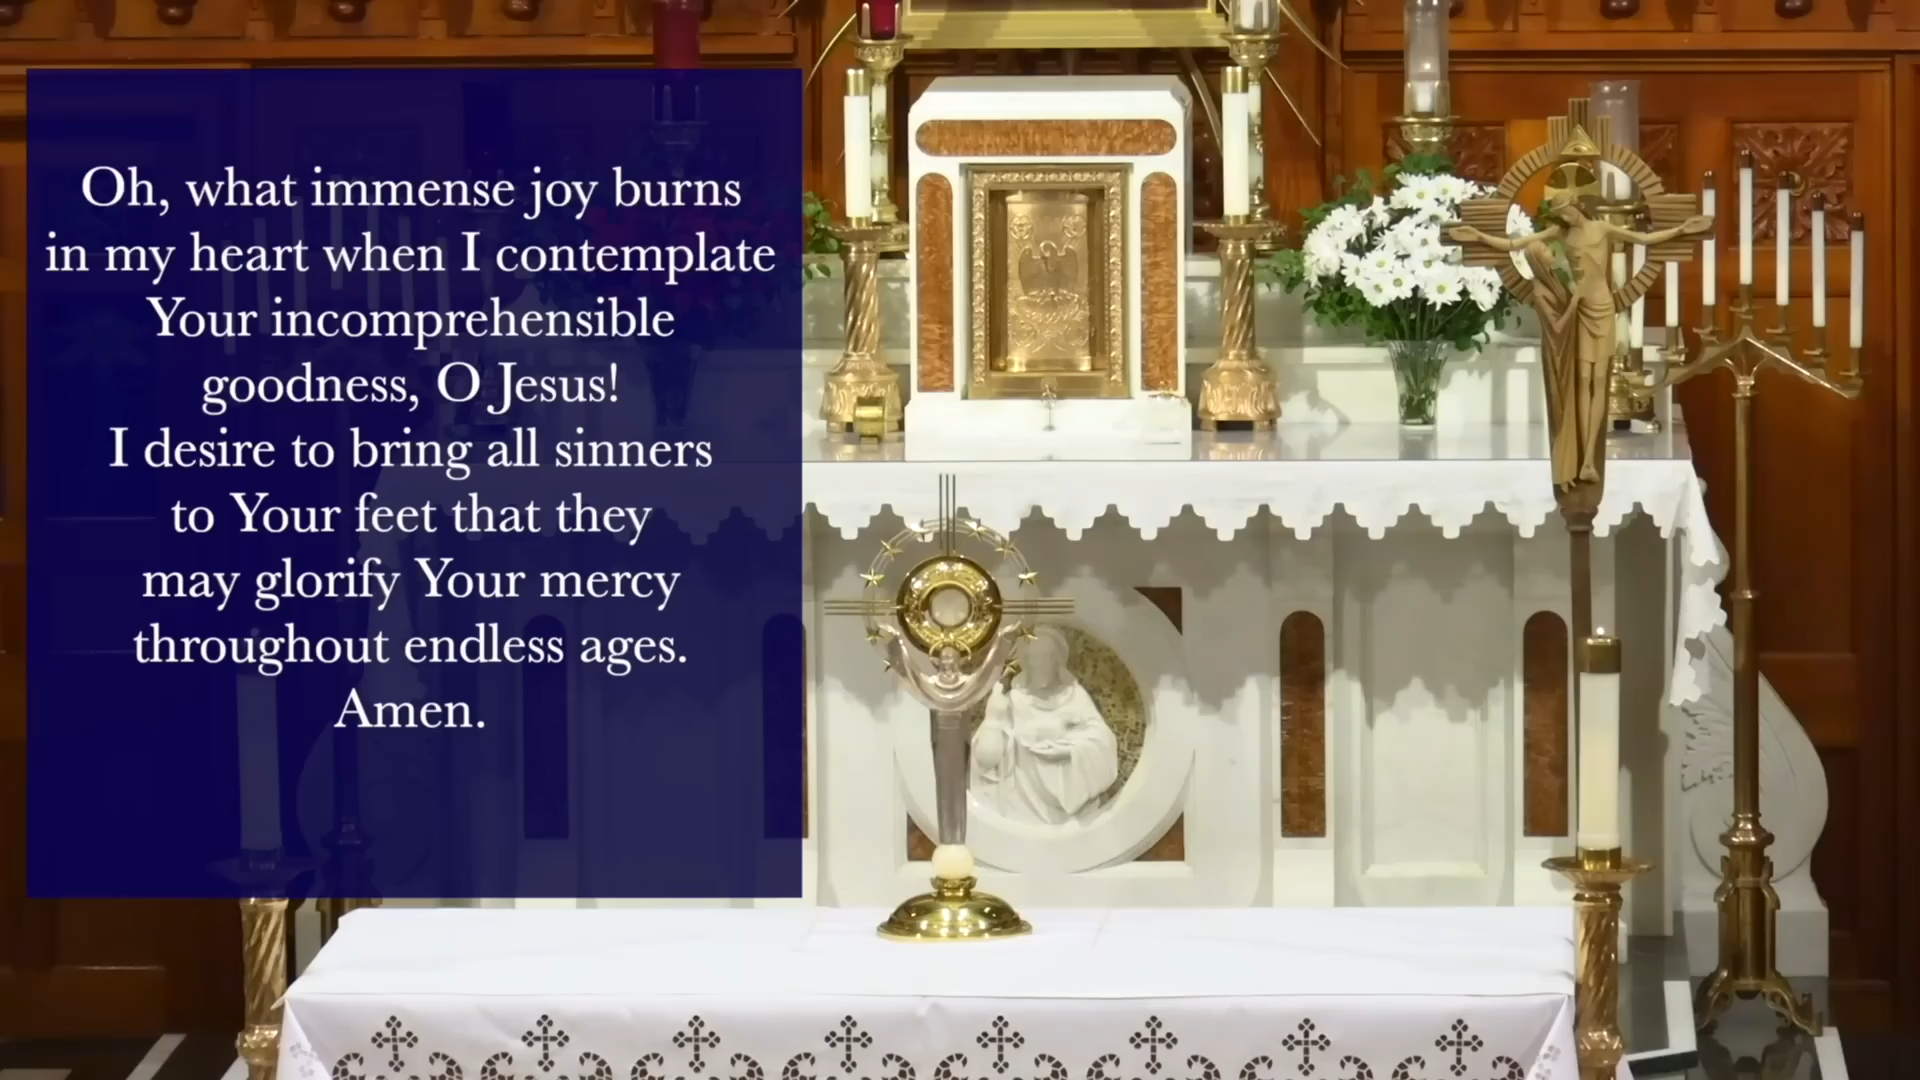 Oh, what immense joy burns
in my heart when I contemplate
Your incomprehensible
goodness, O Jesus!
I desire to bring all sinners
to Your feet that they
may glorify Your mercy
throughout endless ages.
Amen.